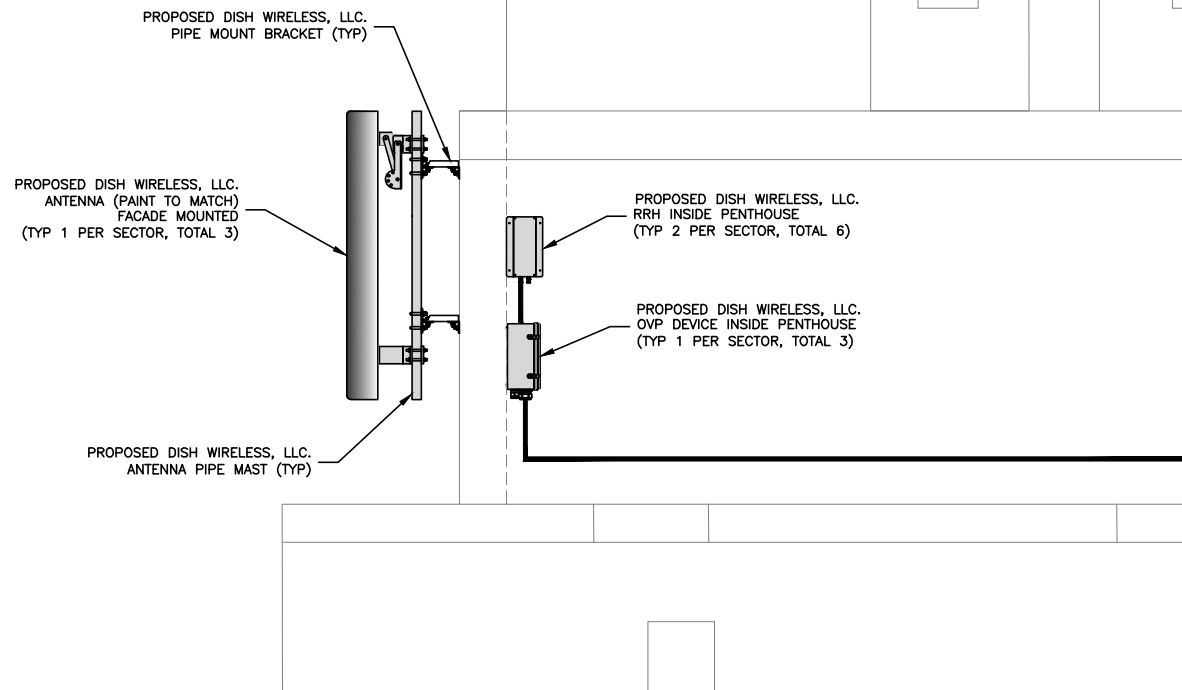 PROPOSED DISH WIRELESS, LLC.
PIPE MOUNT BRACKET (TYP)
PROPOSED DISH WIRELESS, LLC.
ANTENNA (PAINT TO MATCH)
FACADE MOUNTED
(TYP 1 PER SECTOR, TOTAL 3)
PROPOSED DISH WIRELESS, LLC.
RRH INSIDE PENTHOUSE
(TYP 2 PER SECTOR, TOTAL 6)
PROPOSED DISH WIRELESS, LLC.
OVP DEVICE INSIDE PENTHOUSE
(TYP 1 PER SECTOR, TOTAL 3)
PROPOSED DISH WIRELESS, LLC.
ANTENNA PIPE MAST (TYP)